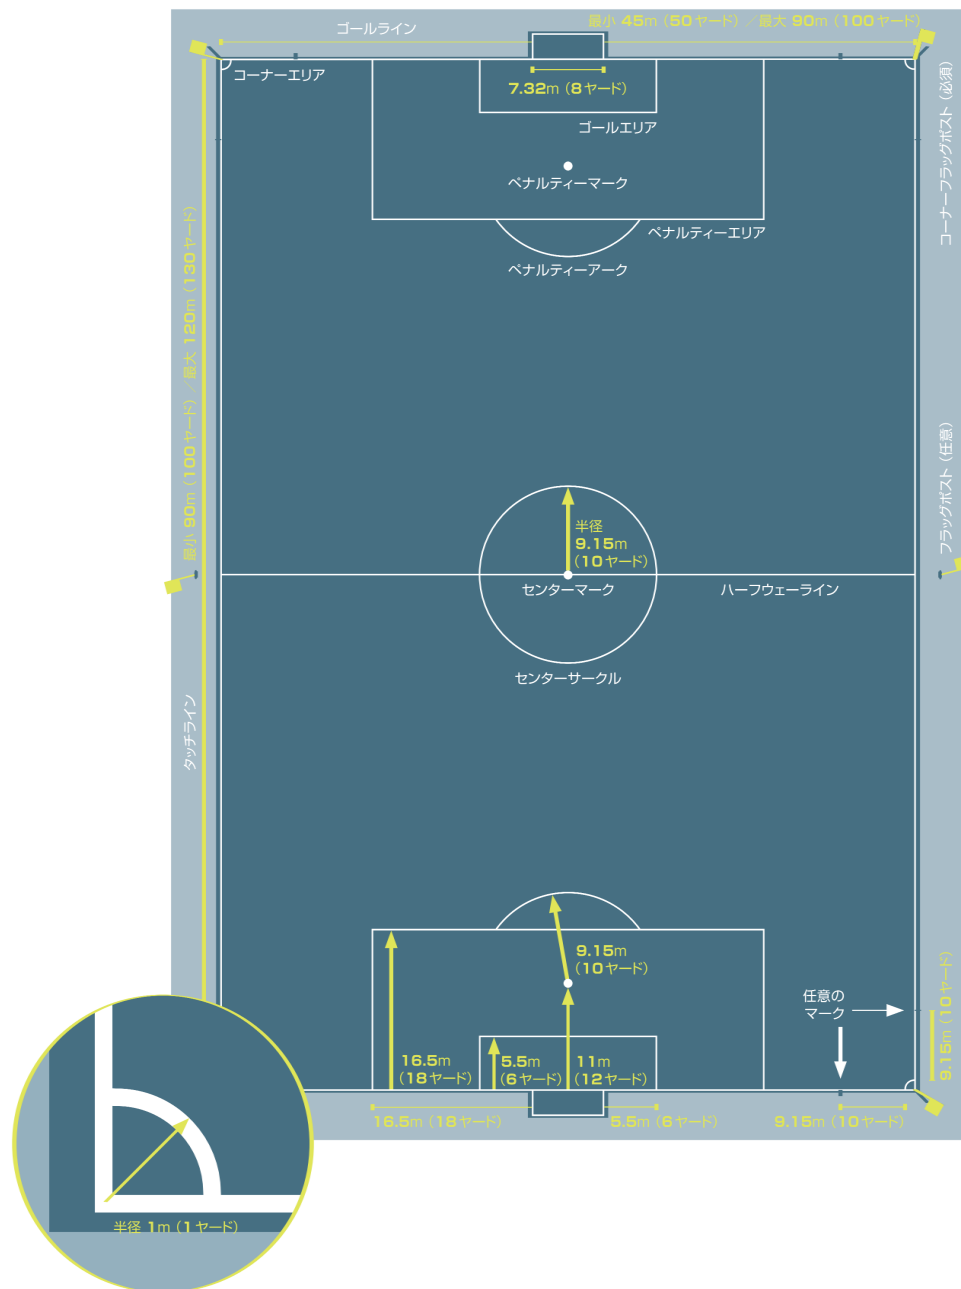 ゴールライン
最小 45m（50ヤード）／最大 90m（100ヤード）
コーナーエリア
7.32m（8ヤード）
ゴールエリア
コーナーフラッグポスト（必須）
ペナルティーマーク
ペナルティーエリア
ペナルティーアーク
最小 90m（100ヤード）／最大 120m（130ヤード）
フラッグポスト（任意）
半径
9.15m
（10ヤード）
センターマーク
ハーフウェーライン
センターサークル
タッチライン
9.15m
（10ヤード）
任意の
マーク
9.15m（10ヤード）
16.5m
（18ヤード）
5.5m
（6ヤード）
11m
（12ヤード）
16.5m（18ヤード）
5.5m（6ヤード）
9.15m（10ヤード）
半径 1m（1ヤード）